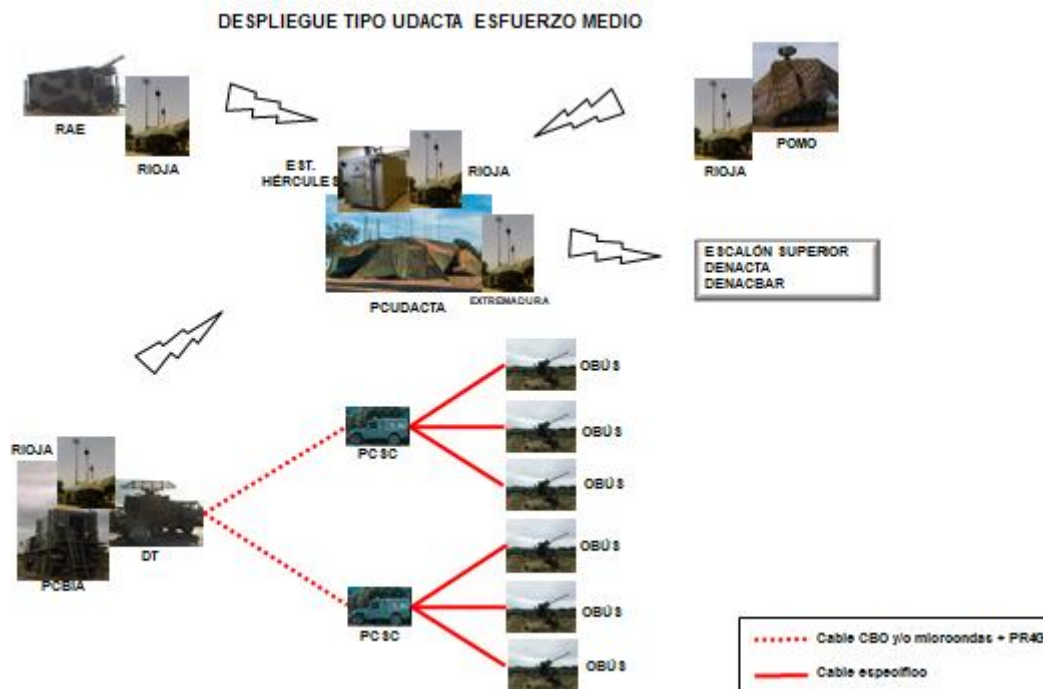 DESPLIEGUE TIPO UDACTA ESFUERZO MEDIO
RAE
RIOJA
POMO
RIOJA
EST.
HÉRCULES
RIOJA
ESCALÓN SUPERIOR
DENACTA
DENACBAR
EXTREMADURA
PCUDACTA
OBÚS
OBÚS
PCSC
OBÚS
RIOJA
DT
PCBIA
OBÚS
OBÚS
PCSC
OBÚS
Cable CBO y/o microondas + PR4G
Cable específico